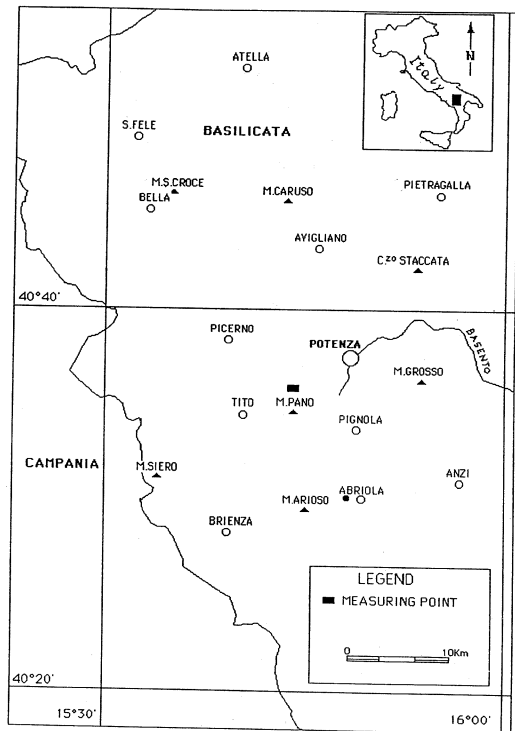 ATELLA
Italy
N
S.FELE
BASILICATA
M.S.CROCE
M.CARUSO
PIETRAGALLA
BELLA
AVIGLIANO
C.ZO STACCATA
40°40'
PICERNO
POTENZA
BASENTO
M.GROSSO
TITO
M.PANO
PIGNOLA
CAMPANIA
M.SIERO
ANZI
M.ARIOSO
ABRIOLA
BRIENZA
LEGEND
MEASURING POINT
0 10Km
40°20'
15°30'
16°00'